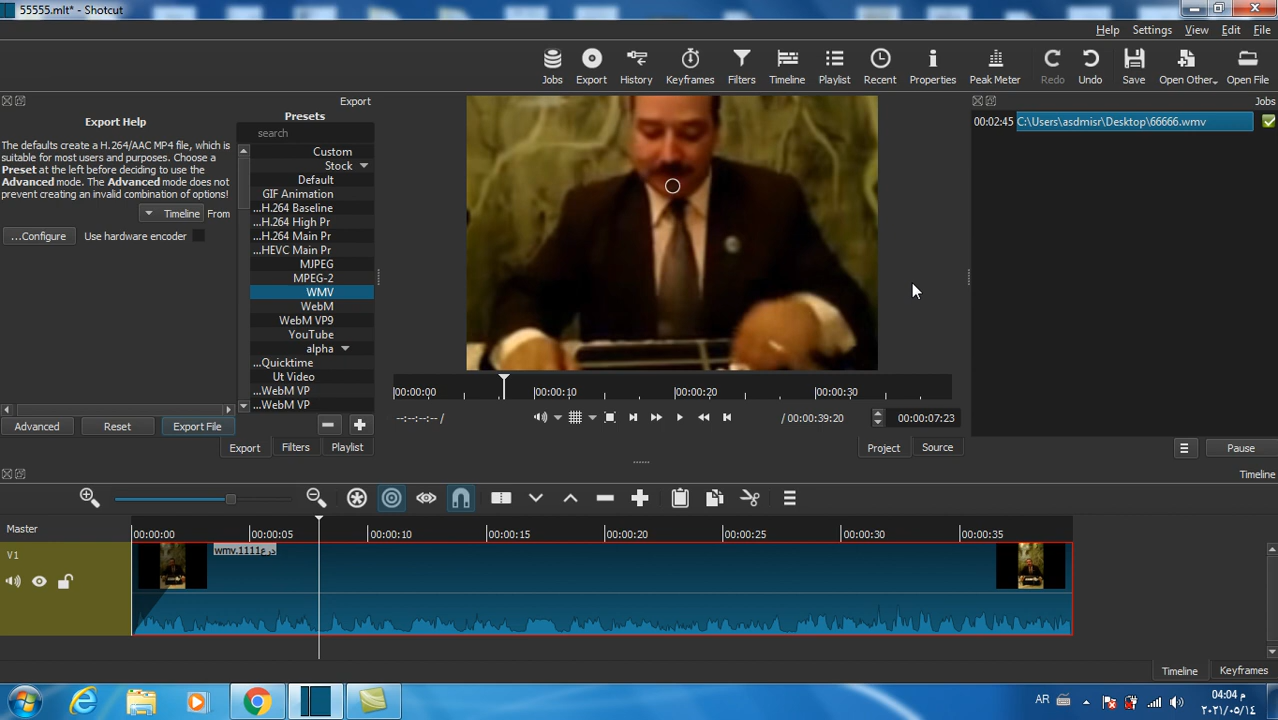 55555.mlt* - Shotcut
Help Settings View Edit File
Jobs Export History Keyframes Filters Timeline Playlist Recent Properties Peak Meter Redo Undo Save Open Other... Open File
Export
Export Help
The defaults create a H.264/AAC MP4 file, which is
suitable for most users and purposes. Choose a
Preset at the left before deciding to use the
Advanced mode. The Advanced mode does not
prevent creating an invalid combination of options!
Timeline From
...Configure Use hardware encoder
Presets
search
Custom
Stock
Default
GIF Animation
...H.264 Baseline
...H.264 High Pr
...H.264 Main Pr
...HEVC Main Pr
MJPEG
MPEG-2
WMV
WebM
WebM VP9
YouTube
alpha
...Quicktime
Ut Video
...WebM VP
...WebM VP
Advanced Reset Export File
Export Filters Playlist
00:00:00 00:00:10 00:00:20 00:00:30
--:--:--:-- / / 00:00:39:20 00:00:07:23
Project Source
Jobs
00:02:45 C:\Users\asdmisr\Desktop\66666.wmv
Pause
Timeline
Master
00:00:00 00:00:05 00:00:10 00:00:15 00:00:20 00:00:25 00:00:30 00:00:35
V1
Timeline Keyframes
AR
04:04 م
٢٠٢١/٠٥/١٤